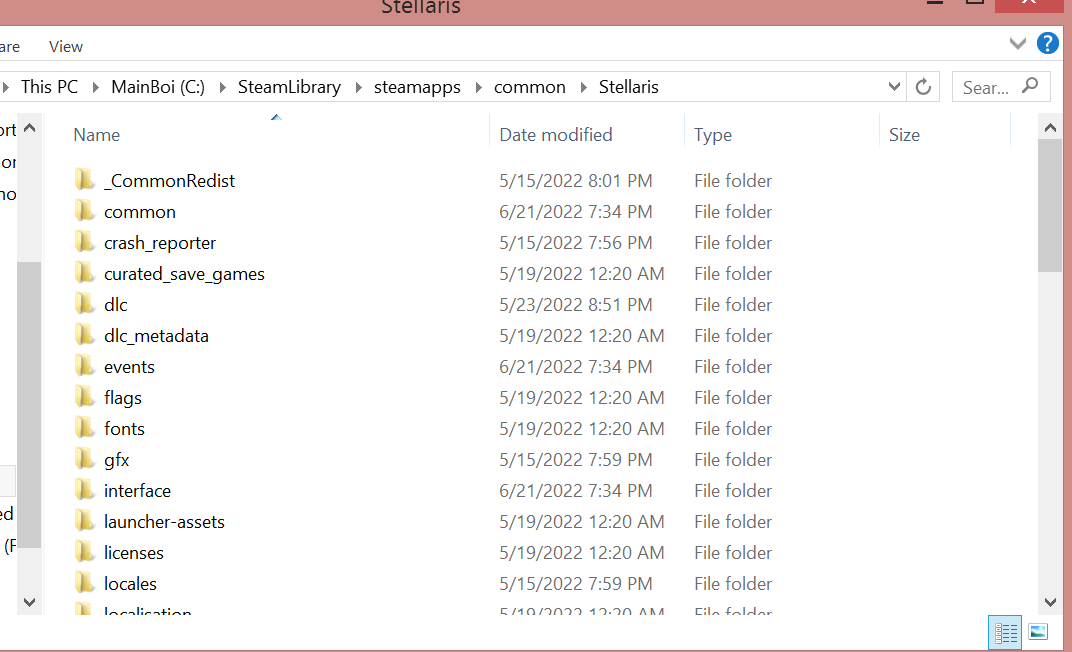 Stellaris
are View
This PC MainBoi (C:) SteamLibrary steamapps common Stellaris Sear...
Name Date modified Type Size
_CommonRedist 5/15/2022 8:01 PM File folder
common 6/21/2022 7:34 PM File folder
crash_reporter 5/15/2022 7:56 PM File folder
curated_save_games 5/19/2022 12:20 AM File folder
dlc 5/23/2022 8:51 PM File folder
dlc_metadata 5/19/2022 12:20 AM File folder
events 6/21/2022 7:34 PM File folder
flags 5/19/2022 12:20 AM File folder
fonts 5/19/2022 12:20 AM File folder
gfx 5/15/2022 7:59 PM File folder
interface 6/21/2022 7:34 PM File folder
launcher-assets 5/19/2022 12:20 AM File folder
licenses 5/19/2022 12:20 AM File folder
locales 5/15/2022 7:59 PM File folder
localisation 5/19/2022 12:20 AM File folder